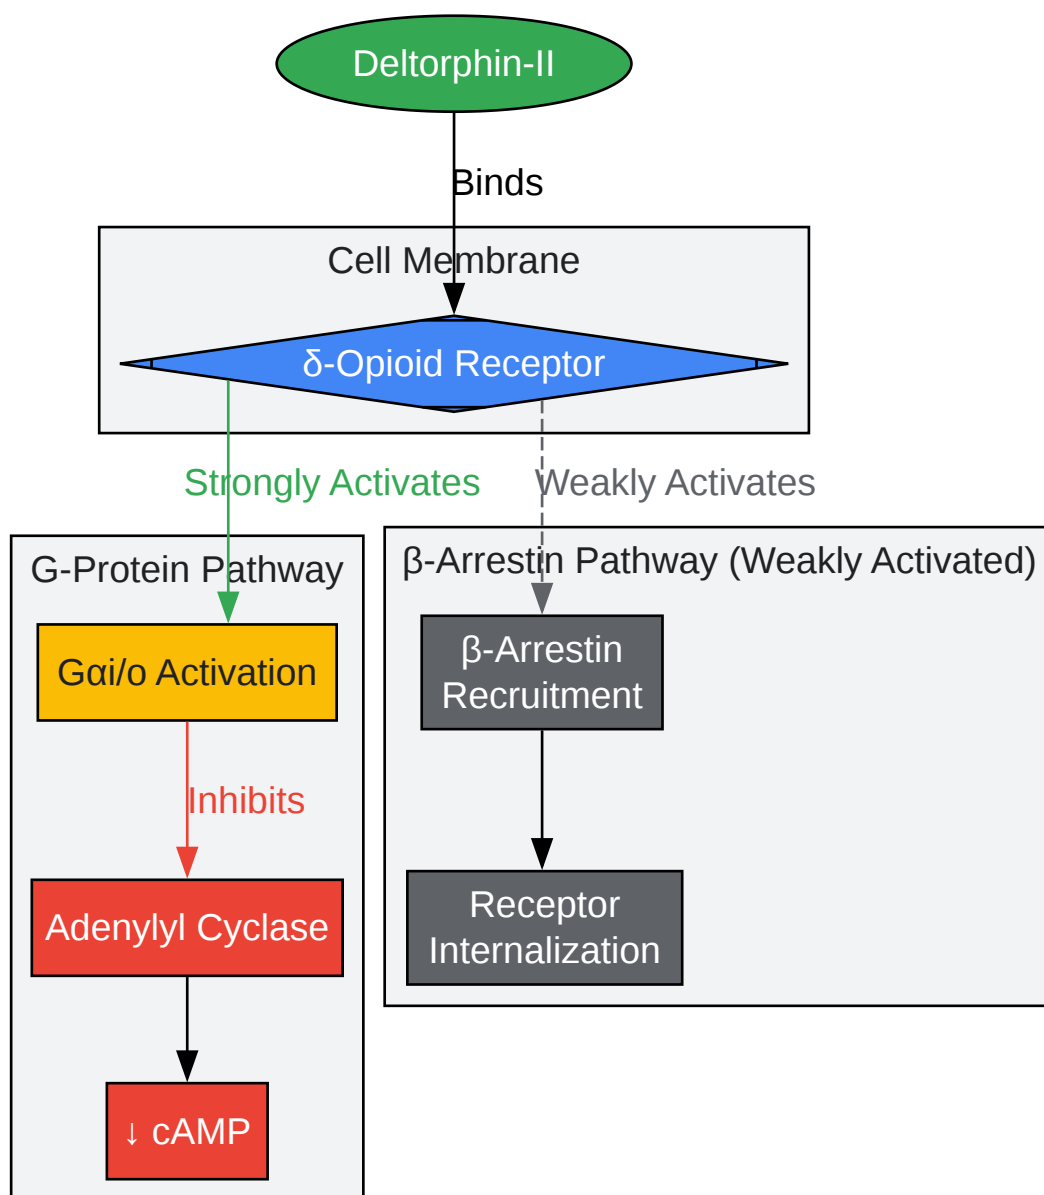 Deltorphin-II
Binds
Cell Membrane
δ-Opioid Receptor
Strongly Activates
Weakly Activates
G-Protein Pathway
Gαi/o Activation
Inhibits
Adenylyl Cyclase
↓ cAMP
β-Arrestin Pathway (Weakly Activated)
β-Arrestin
Recruitment
Receptor
Internalization